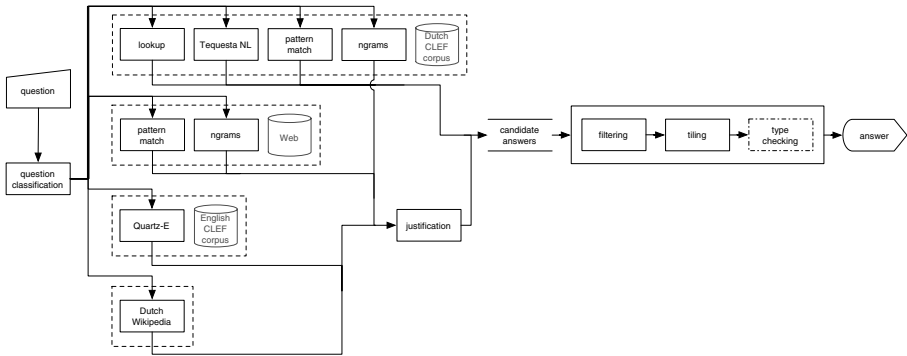 question
question
classification
lookup
Tequesta NL
pattern
match
ngrams
Dutch
CLEF
corpus
pattern
match
ngrams
Web
Quartz-E
English
CLEF
corpus
Dutch
Wikipedia
justification
candidate
answers
filtering
tiling
type
checking
answer